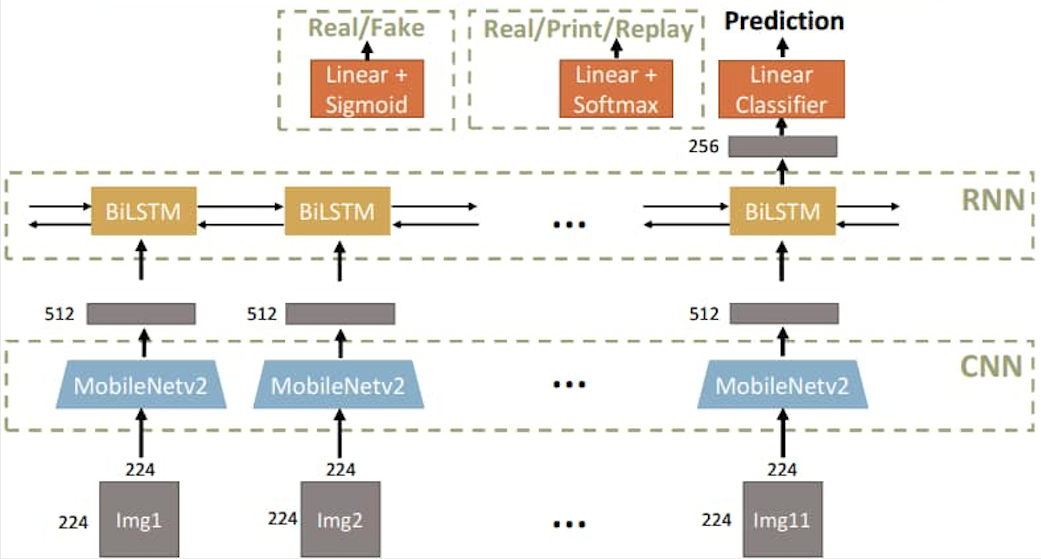 Real/Fake
Real/Print/Replay
Prediction
Linear +
Sigmoid
Linear +
Softmax
Linear
Classifier
256
BiLSTM
BiLSTM
...
BiLSTM
RNN
512
512
512
MobileNetv2
MobileNetv2
...
MobileNetv2
CNN
224
224
224
224
Img1
224
Img2
...
224
Img11